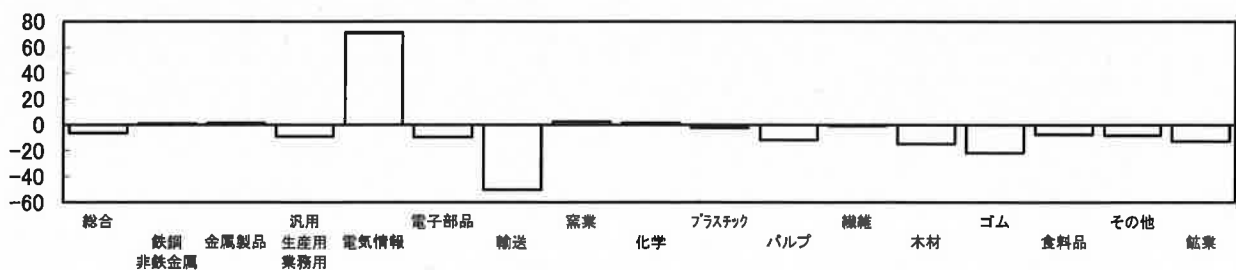 80
60
40
20
0
-20
-40
-60
総合
鉄鋼
非鉄金属
金属製品
汎用
生産用
業務用
電気情報
電子部品
輸送
窯業
化学
プラスチック
パルプ
繊維
木材
ゴム
食料品
その他
鉱業